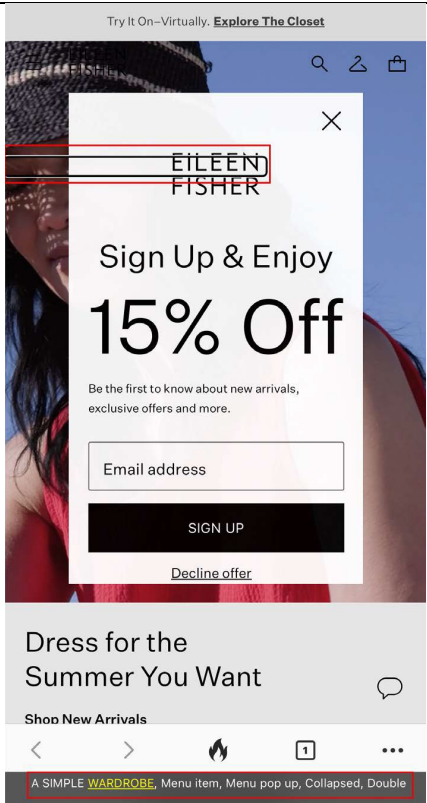 Try It On–Virtually. Explore The Closet
EILEEN
FISHER
EILEEN
FISHER
Sign Up & Enjoy
15% Off
Be the first to know about new arrivals,
exclusive offers and more.
Email address
SIGN UP
Decline offer
Dress for the
Summer You Want
Shop New Arrivals
1
A SIMPLE WARDROBE, Menu item, Menu pop up, Collapsed, Double